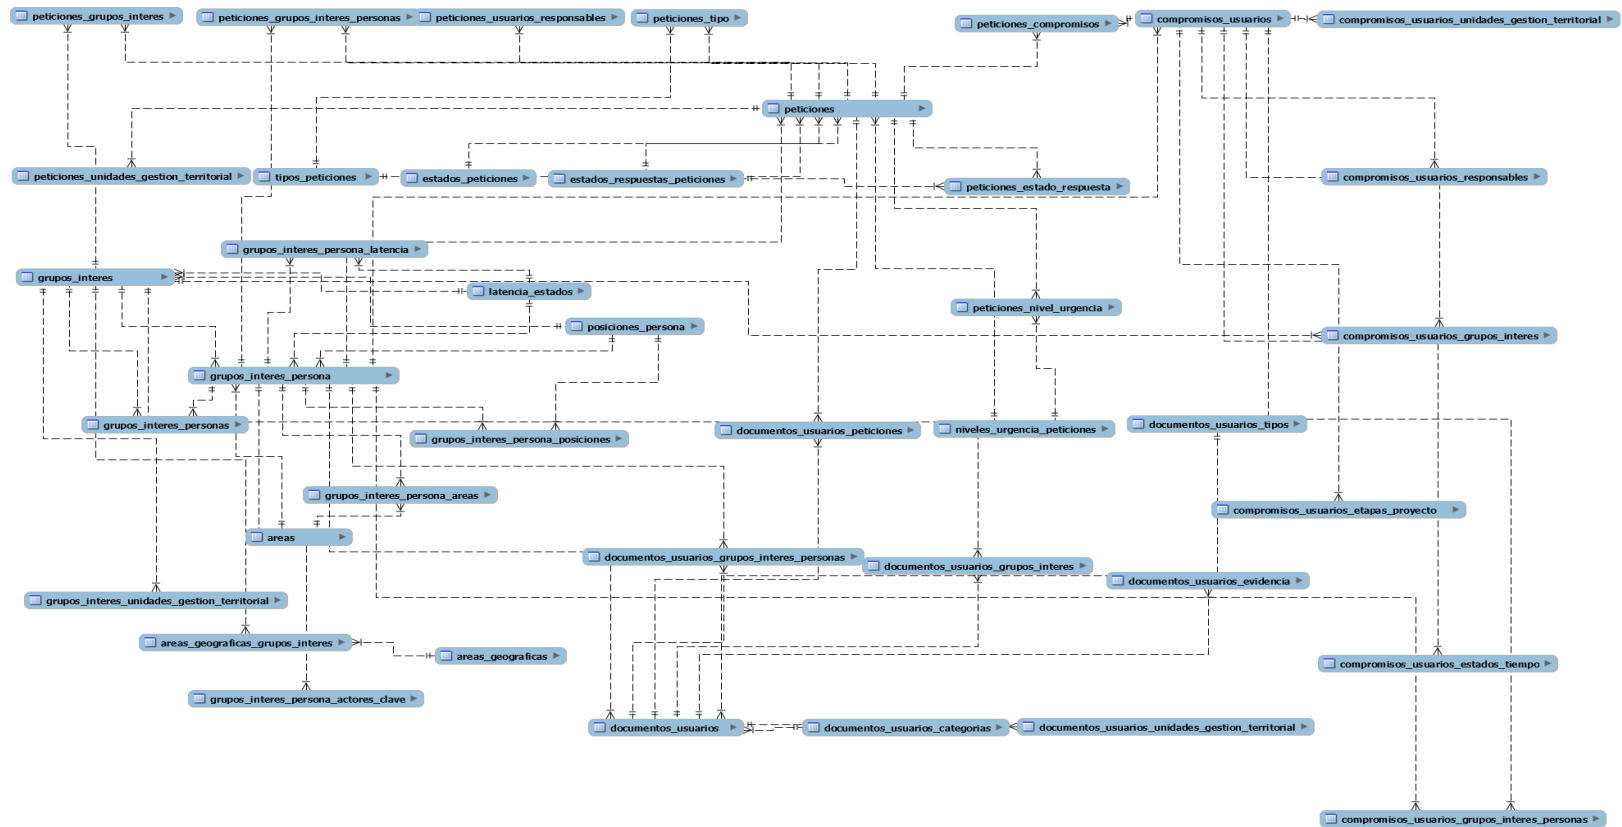 peticiones_grupos_interes
peticiones_grupos_interes_personas
peticiones_usuarios_responsables
peticiones_tipo
peticiones_compromisos
compromisos_usuarios
compromisos_usuarios_unidades_gestion_territorial
peticiones
peticiones_unidades_gestion_territorial
tipos_peticiones
estados_peticiones
estados_respuestas_peticiones
peticiones_estado_respuesta
compromisos_usuarios_responsables
grupos_interes_persona_latencia
grupos_interes
latencia_estados
peticiones_nivel_urgencia
posiciones_persona
compromisos_usuarios_grupos_interes
grupos_interes_persona
grupos_interes_personas
grupos_interes_persona_posiciones
documentos_usuarios_peticiones
niveles_urgencia_peticiones
documentos_usuarios_tipos
grupos_interes_persona_areas
compromisos_usuarios_etapas_proyecto
areas
documentos_usuarios_grupos_interes_personas
documentos_usuarios_grupos_interes
documentos_usuarios_evidencia
grupos_interes_unidades_gestion_territorial
areas_geograficas_grupos_interes
areas_geograficas
compromisos_usuarios_estados_tiempo
grupos_interes_persona_actores_clave
documentos_usuarios
documentos_usuarios_categorias
documentos_usuarios_unidades_gestion_territorial
compromisos_usuarios_grupos_interes_personas